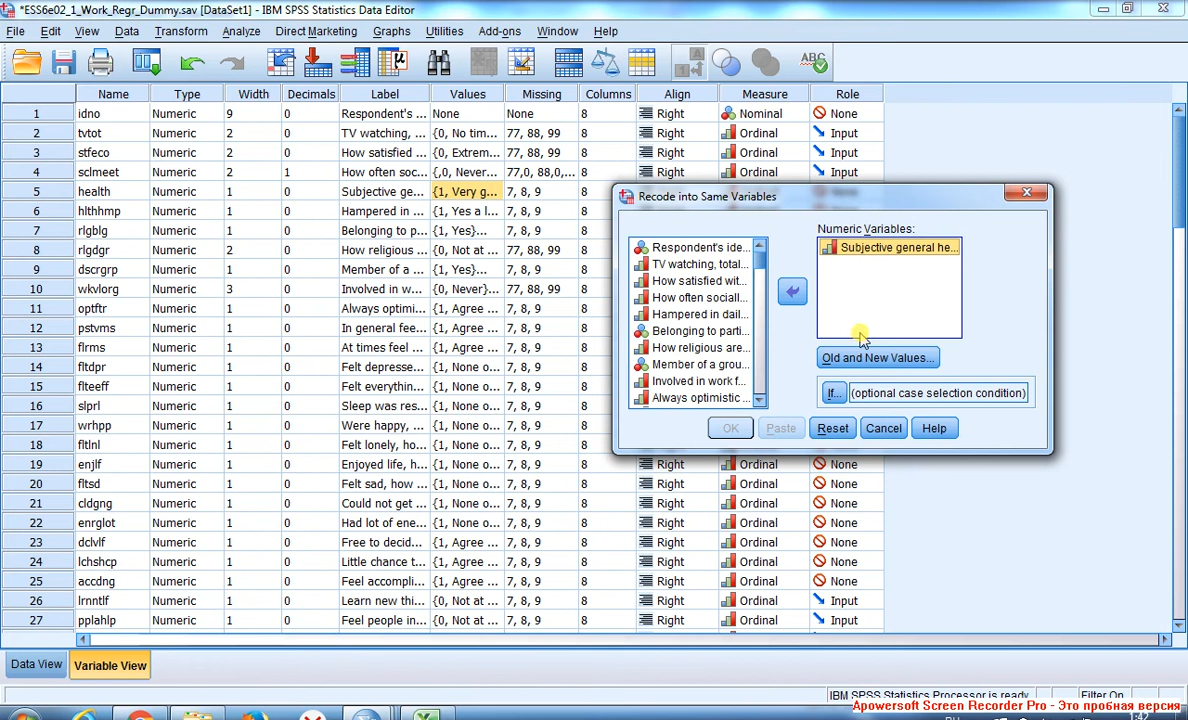 *ESS6e02_1_Work_Regr_Dummy.sav [DataSet1] - IBM SPSS Statistics Data Editor
File Edit View Data Transform Analyze Direct Marketing Graphs Utilities Add-ons Window Help
Name Type Width Decimals Label Values Missing Columns Align Measure Role
1 idno Numeric 9 0 Respondent's... None None 8 Right Nominal None
2 tvtot Numeric 2 0 TV watching, ... {0, No tim... 77, 88, 99 8 Right Ordinal Input
3 stfeco Numeric 2 0 How satisfied ... {0, Extrem... 77, 88, 99 8 Right Ordinal Input
4 sclmeet Numeric 2 1 How often soc... {,0, Never... 77,0,88,0,... 8 Right Ordinal Input
5 health Numeric 1 0 Subjective ge... {1, Very g... 7, 8, 9 8
6 hlthhmp Numeric 1 0 Hampered in ... {1, Yes a l... 7, 8, 9 8
7 rlgblg Numeric 1 0 Belonging to p... {1, Yes}... 7, 8, 9 8
8 rlgdgr Numeric 2 0 How religious ... {0, Not at ... 77, 88, 99 8
9 dscrgrp Numeric 1 0 Member of a ... {1, Yes}... 7, 8, 9 8
10 wkvlorg Numeric 3 0 Involved in w... {0, Never}... 77, 88, 99 8
11 optftr Numeric 1 0 Always optimi... {1, Agree ... 7, 8, 9 8
12 pstvms Numeric 1 0 In general fee... {1, Agree ... 7, 8, 9 8
13 flrms Numeric 1 0 At times feel ... {1, Agree ... 7, 8, 9 8
14 fltdpr Numeric 1 0 Felt depresse... {1, None o... 7, 8, 9 8
15 flteeff Numeric 1 0 Felt everythin... {1, None o... 7, 8, 9 8
16 slprl Numeric 1 0 Sleep was res... {1, None o... 7, 8, 9 8
17 wrhpp Numeric 1 0 Were happy, ... {1, None o... 7, 8, 9 8
18 fltlnl Numeric 1 0 Felt lonely, ho... {1, None o... 7, 8, 9 8
19 enjlf Numeric 1 0 Enjoyed life, h... {1, None o... 7, 8, 9 8 Right Ordinal None
20 fltsd Numeric 1 0 Felt sad, how ... {1, None o... 7, 8, 9 8 Right Ordinal None
21 cldgng Numeric 1 0 Could not get ... {1, None o... 7, 8, 9 8 Right Ordinal None
22 enrglot Numeric 1 0 Had lot of ene... {1, None o... 7, 8, 9 8 Right Ordinal None
23 dclvlf Numeric 1 0 Free to decid... {1, Agree ... 7, 8, 9 8 Right Ordinal None
24 lchshcp Numeric 1 0 Little chance t... {1, Agree ... 7, 8, 9 8 Right Ordinal None
25 accdng Numeric 1 0 Feel accompli... {1, Agree ... 7, 8, 9 8 Right Ordinal None
26 lrnntlf Numeric 1 0 Learn new thi... {0, Not at ... 7, 8, 9 8 Right Ordinal Input
27 pplahlp Numeric 1 0 Feel people in... {0, Not at ... 7, 8, 9 8 Right Ordinal Input
Recode into Same Variables
Respondent's ide...
TV watching, total...
How satisfied wit...
How often sociall...
Hampered in dail...
Belonging to parti...
How religious are...
Member of a grou...
Involved in work f...
Always optimistic ...
Numeric Variables:
Subjective general he...
Old and New Values...
If... (optional case selection condition)
OK Paste Reset Cancel Help
Data View Variable View
IBM SPSS Statistics Processor is ready Filter On
Apowersoft Screen Recorder Pro - Это пробная версия